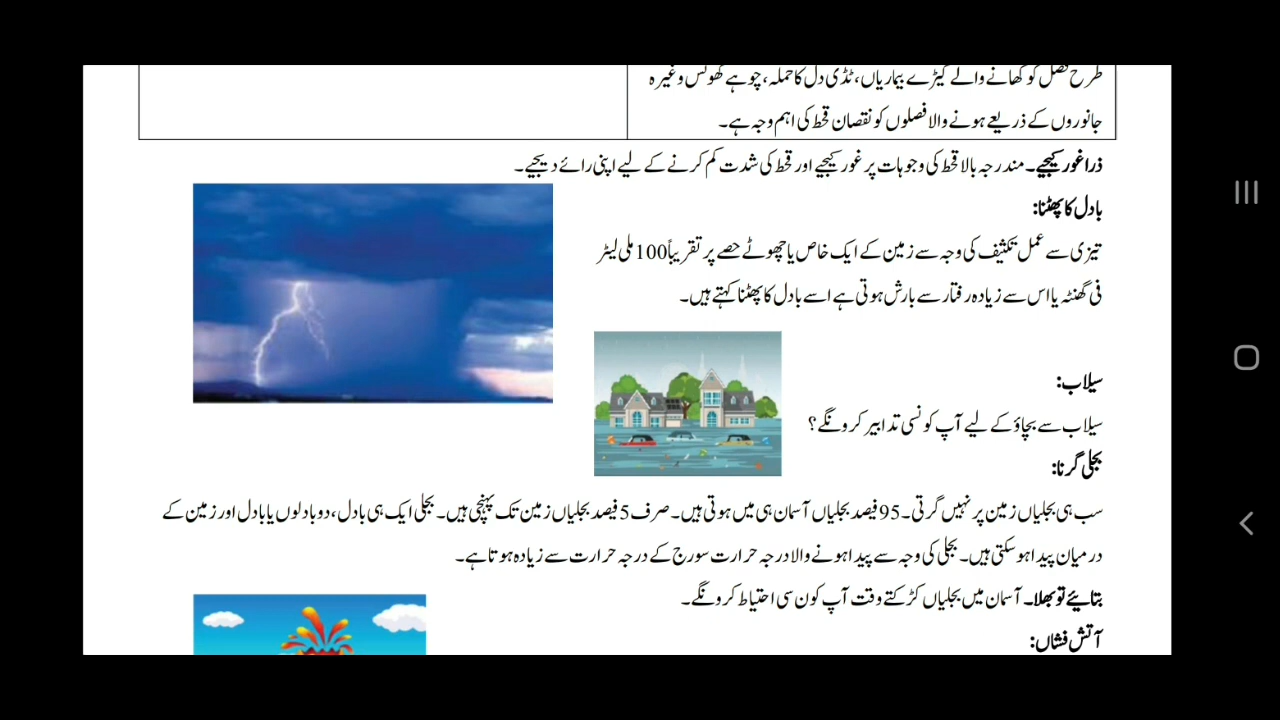 طرح فصل کو کھانے والے کیڑے بیماریاں، ٹڈی دل کا حملہ، چوہے گھونس وغیرہ
جانوروں کے ذریعے ہونے والا فصلوں کو نقصان قحط کی اہم وجہ ہے۔
ذرا غور کیجیے۔ مندرجہ بالا قحط کی وجوہات پر غور کیجیے اور قحط کی شدت کم کرنے کے لیے اپنی رائے دیجیے۔
بادل کا پھٹنا:
تیزی سے عمل تکثیف کی وجہ سے زمین کے ایک خاص یا چھوٹے حصے پر تقریباً 100 ملی لیٹر
فی گھنٹہ یا اس سے زیادہ رفتار سے بارش ہوتی ہے اسے بادل کا پھٹنا کہتے ہیں۔
سیلاب:
سیلاب سے بچاؤ کے لیے آپ کونسی تدابیر کرونگے؟
بجلی گرنا:
سب ہی بجلیاں زمین پر نہیں گرتی۔ 95 فیصد بجلیاں آسمان ہی میں ہوتی ہیں۔ صرف 5 فیصد بجلیاں زمین تک پہنچی ہیں۔ بجلی ایک ہی بادل، دو بادلوں یا بادل اور زمین کے
درمیان پیدا ہو سکتی ہیں۔ بجلی کی وجہ سے پیدا ہونے والا درجہ حرارت سورج کے درجہ حرارت سے زیادہ ہوتا ہے۔
بتائیے تو بھلا۔ آسمان میں بجلیاں کڑکتے وقت آپ کون سی احتیاط کرونگے۔
آتش فشاں: